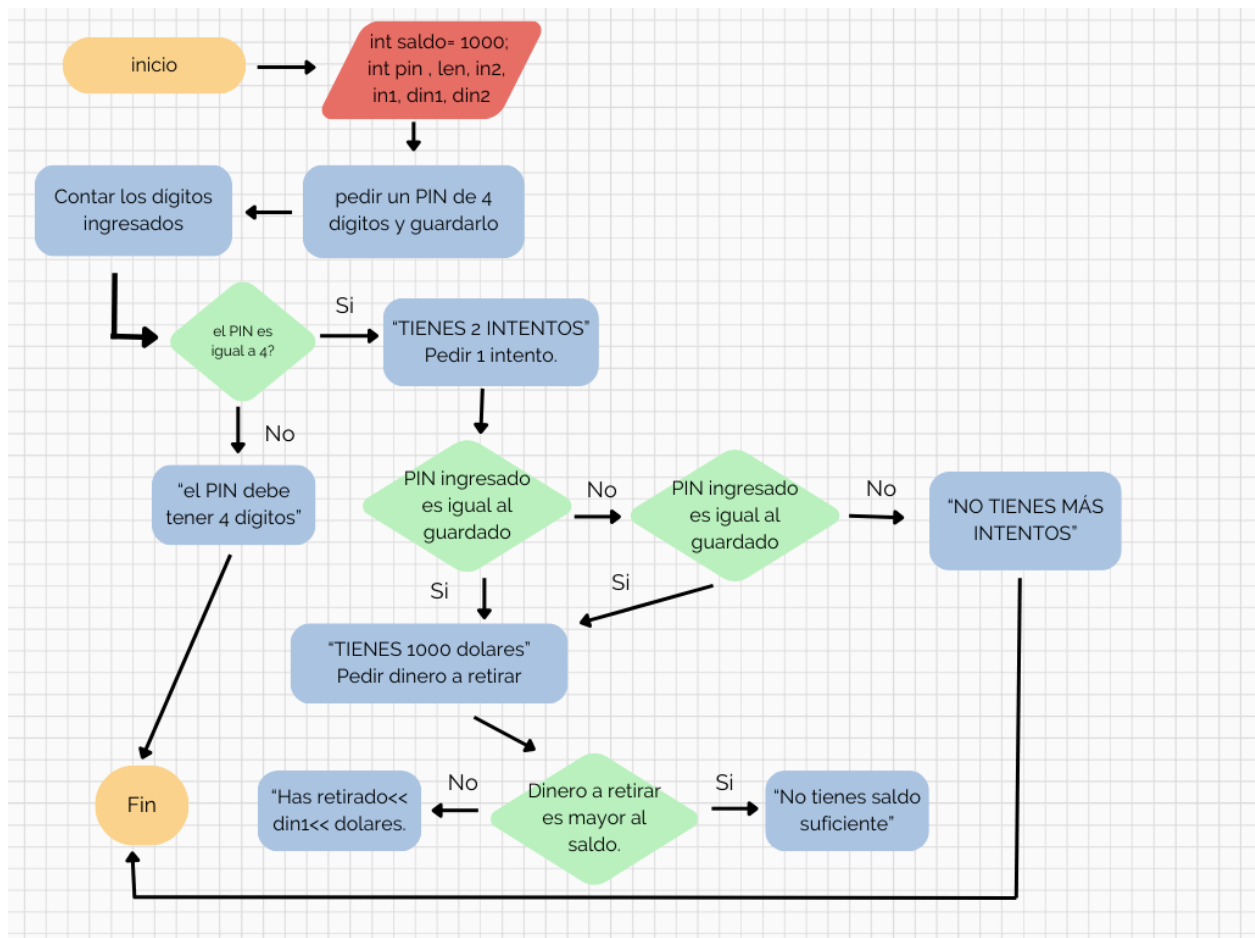 inicio
int saldo= 1000;
int pin , len, in2,
in1, din1, din2
Contar los dígitos
ingresados
pedir un PIN de 4
dígitos y guardarlo
el PIN es
igual a 4?
Si
“TIENES 2 INTENTOS”
Pedir 1 intento.
No
“el PIN debe
tener 4 dígitos”
PIN ingresado
es igual al
guardado
No
PIN ingresado
es igual al
guardado
No
“NO TIENES MÁS
INTENTOS”
Si
Si
“TIENES 1000 dolares”
Pedir dinero a retirar
Fin
“Has retirado<<
din1<< dolares.
No
Dinero a retirar
es mayor al
saldo.
Si
“No tienes saldo
suficiente”